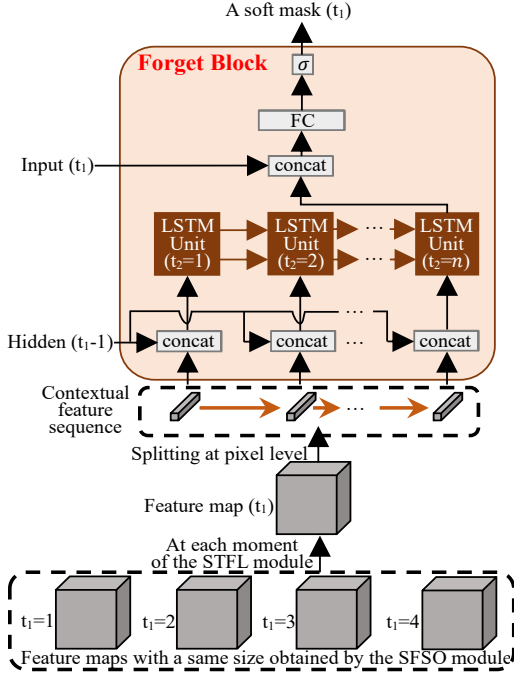 A soft mask (t₁)
Forget Block
σ
FC
Input (t₁)
concat
LSTM
Unit
(t₂=1)
LSTM
Unit
(t₂=2)
...
...
LSTM
Unit
(t₂=n)
...
Hidden (t₁-1)
concat
concat
...
concat
Contextual
feature
sequence
...
Splitting at pixel level
Feature map (t₁)
At each moment
of the STFL module
t₁=1
t₁=2
t₁=3
t₁=4
Feature maps with a same size obtained by the SFSO module